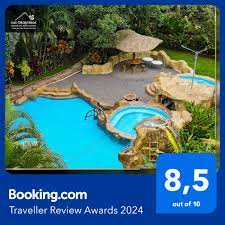 Booking.com
Traveller Review Awards 2024
8,5
out of 10